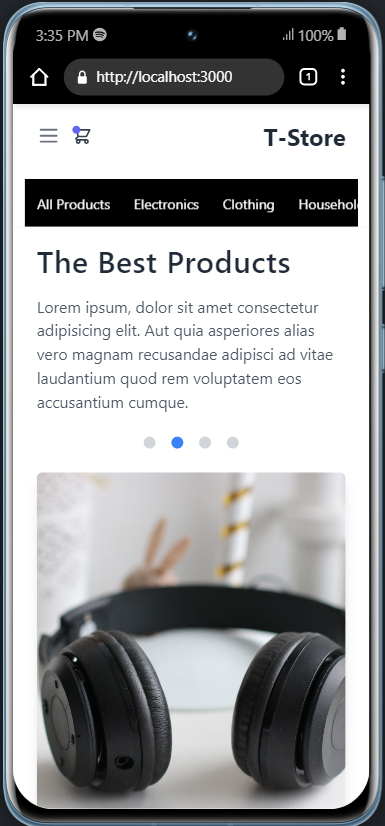 3:35 PM 100%
http://localhost:3000 1
T-Store
All Products Electronics Clothing Househol
The Best Products
Lorem ipsum, dolor sit amet consectetur
adipisicing elit. Aut quia asperiores alias
vero magnam recusandae adipisci ad vitae
laudantium quod rem voluptatem eos
accusantium cumque.